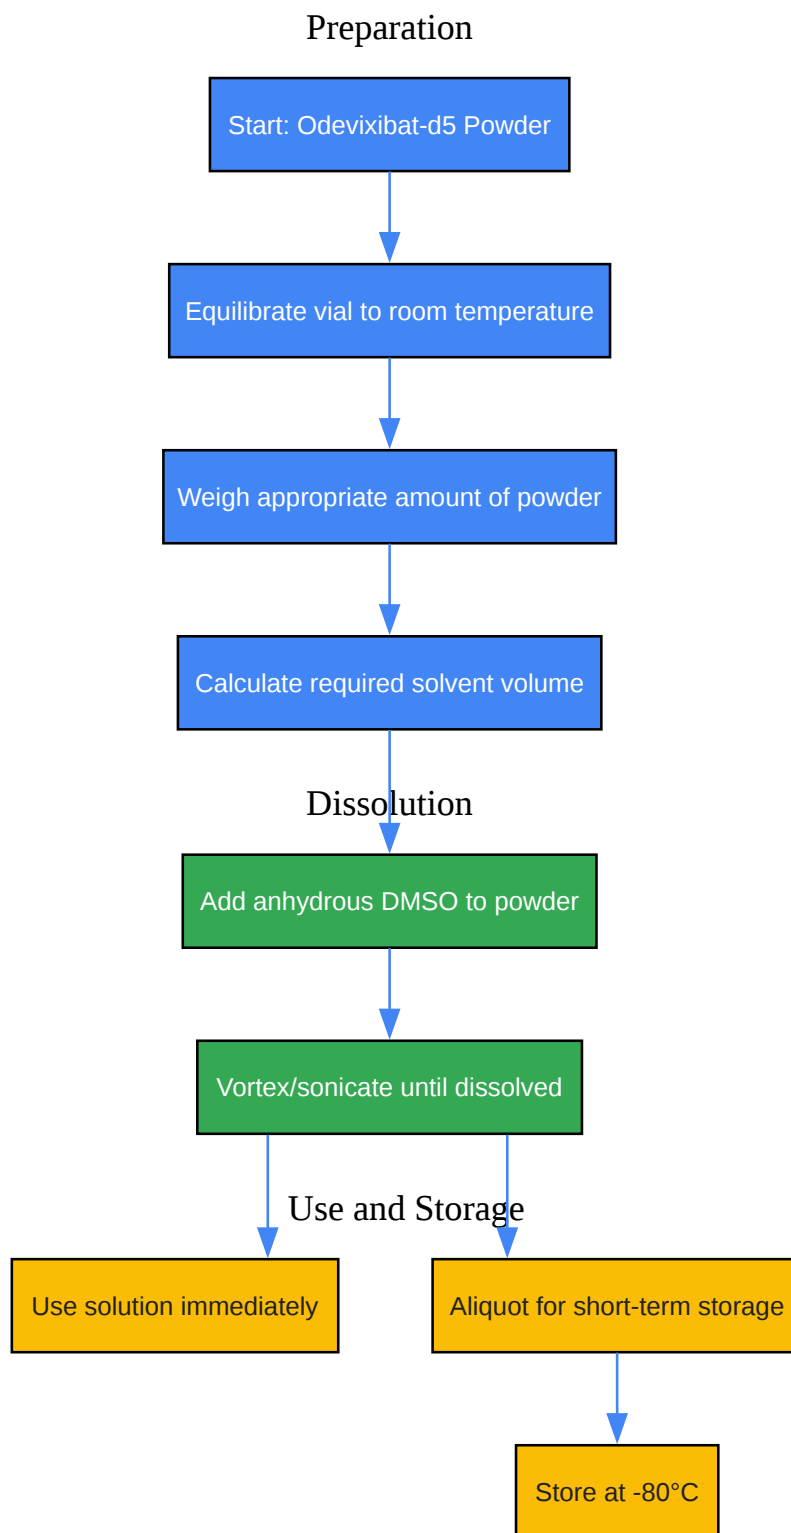 Preparation
Start: Odevixibat-d5 Powder
Equilibrate vial to room temperature
Weigh appropriate amount of powder
Calculate required solvent volume
Dissolution
Add anhydrous DMSO to powder
Vortex/sonicate until dissolved
Use and Storage
Use solution immediately
Aliquot for short-term storage
Store at -80°C